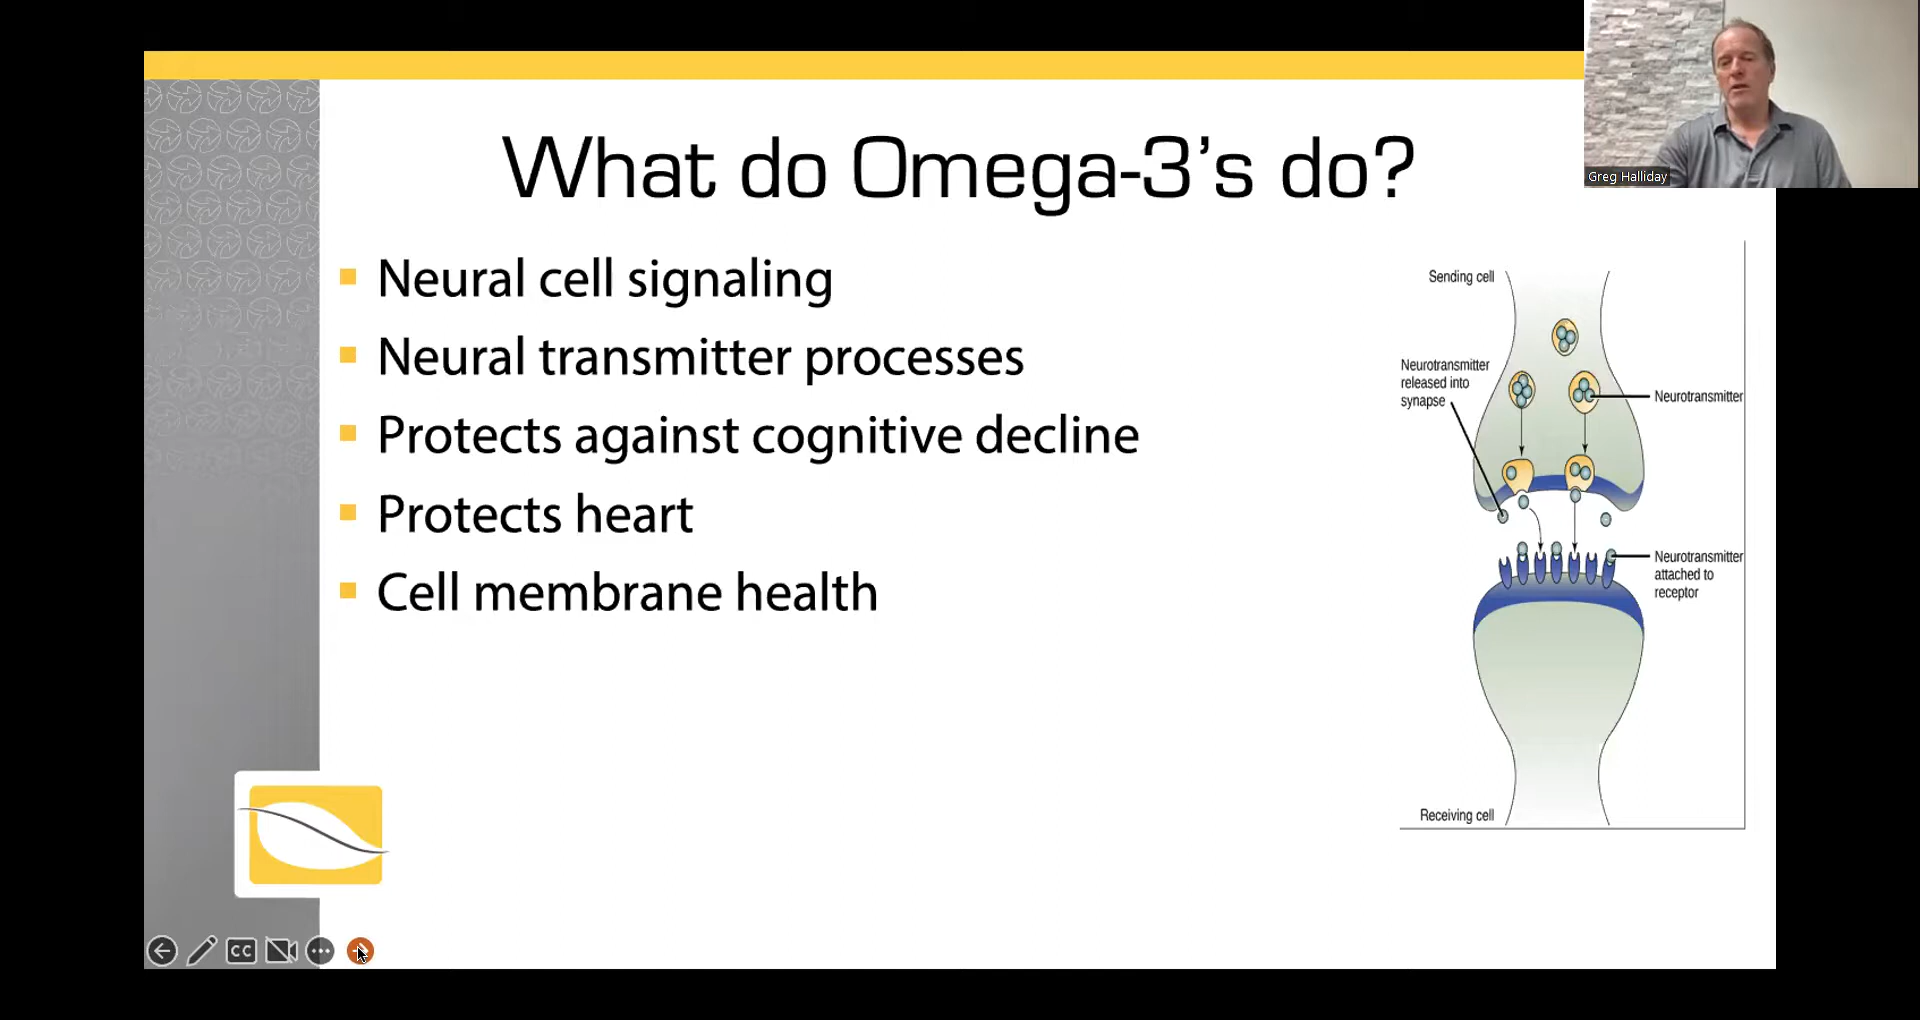 What do Omega-3's do?
Greg Halliday
Neural cell signaling
Neural transmitter processes
Protects against cognitive decline
Protects heart
Cell membrane health
Sending cell
Neurotransmitter
released into
synapse
Neurotransmitter
Neurotransmitter
attached to
receptor
Receiving cell
CC